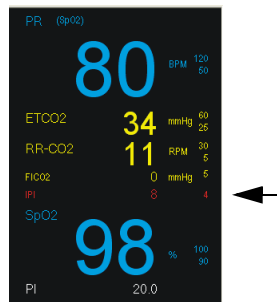 PR (SpO2)
80 BPM 120
50
ETCO2 34 mmHg 60
25
RR-CO2 11 RPM 30
5
FICO2 0 mmHg 5
IPI 8 4
SpO2
98 % 100
90
PI 20.0